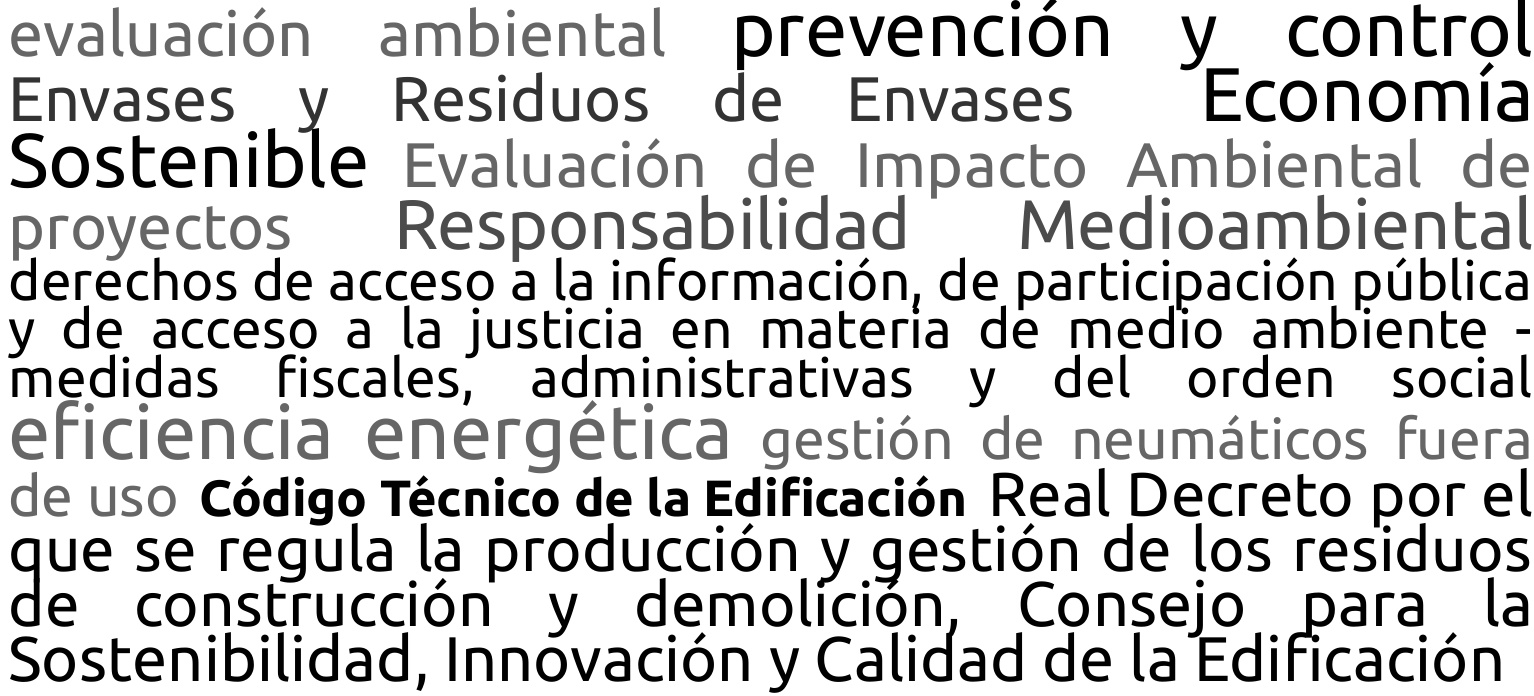 evaluación ambiental prevención y control
Envases y Residuos de Envases Economía
Sostenible Evaluación de Impacto Ambiental de
proyectos Responsabilidad Medioambiental
derechos de acceso a la información, de participación pública
y de acceso a la justicia en materia de medio ambiente -
medidas fiscales, administrativas y del orden social
eficiencia energética gestión de neumáticos fuera
de uso Código Técnico de la Edificación Real Decreto por el
que se regula la producción y gestión de los residuos
de construcción y demolición, Consejo para la
Sostenibilidad, Innovación y Calidad de la Edificación